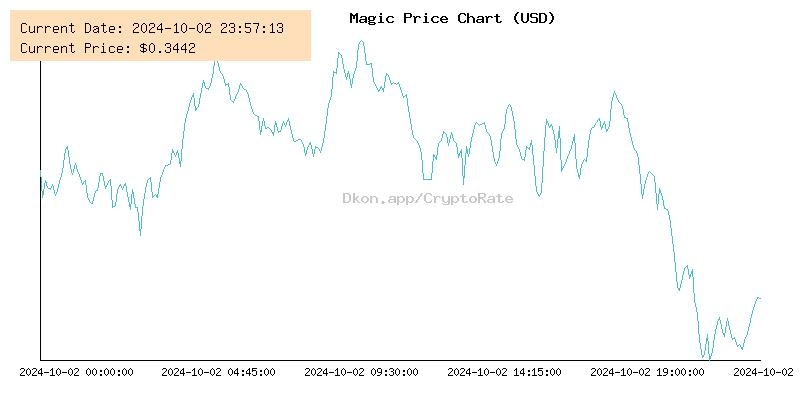 Magic Price Chart (USD)
Current Date: 2024-10-02 23:57:13
Current Price: $0.3442
Dkon.app/CryptoRate
2024-10-02 00:00:00 2024-10-02 04:45:00 2024-10-02 09:30:00 2024-10-02 14:15:00 2024-10-02 19:00:00 2024-10-02